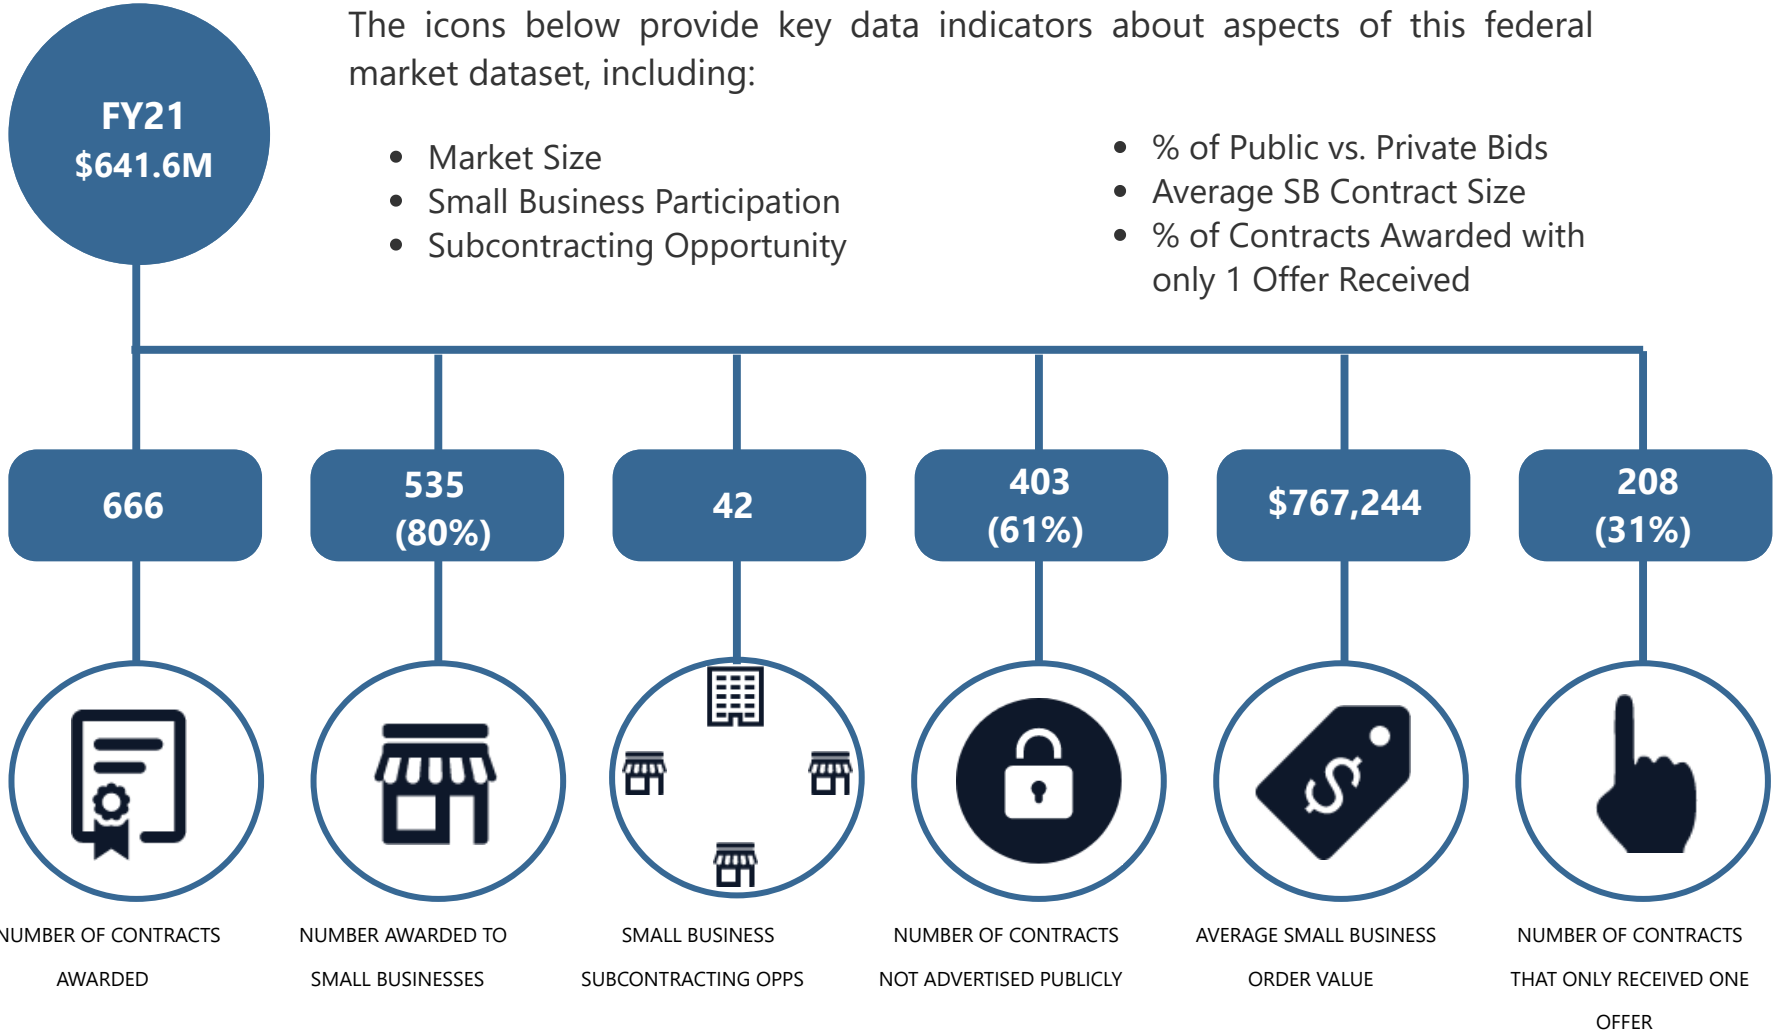 The icons below provide key data indicators about aspects of this federal
market dataset, including:
FY21
$641.6M
• Market Size
• Small Business Participation
• Subcontracting Opportunity
• % of Public vs. Private Bids
• Average SB Contract Size
• % of Contracts Awarded with
only 1 Offer Received
666
535
(80%)
42
403
(61%)
$767,244
208
(31%)
$
NUMBER OF CONTRACTS
AWARDED
NUMBER AWARDED TO
SMALL BUSINESSES
SMALL BUSINESS
SUBCONTRACTING OPPS
NUMBER OF CONTRACTS
NOT ADVERTISED PUBLICLY
AVERAGE SMALL BUSINESS
ORDER VALUE
NUMBER OF CONTRACTS
THAT ONLY RECEIVED ONE
OFFER